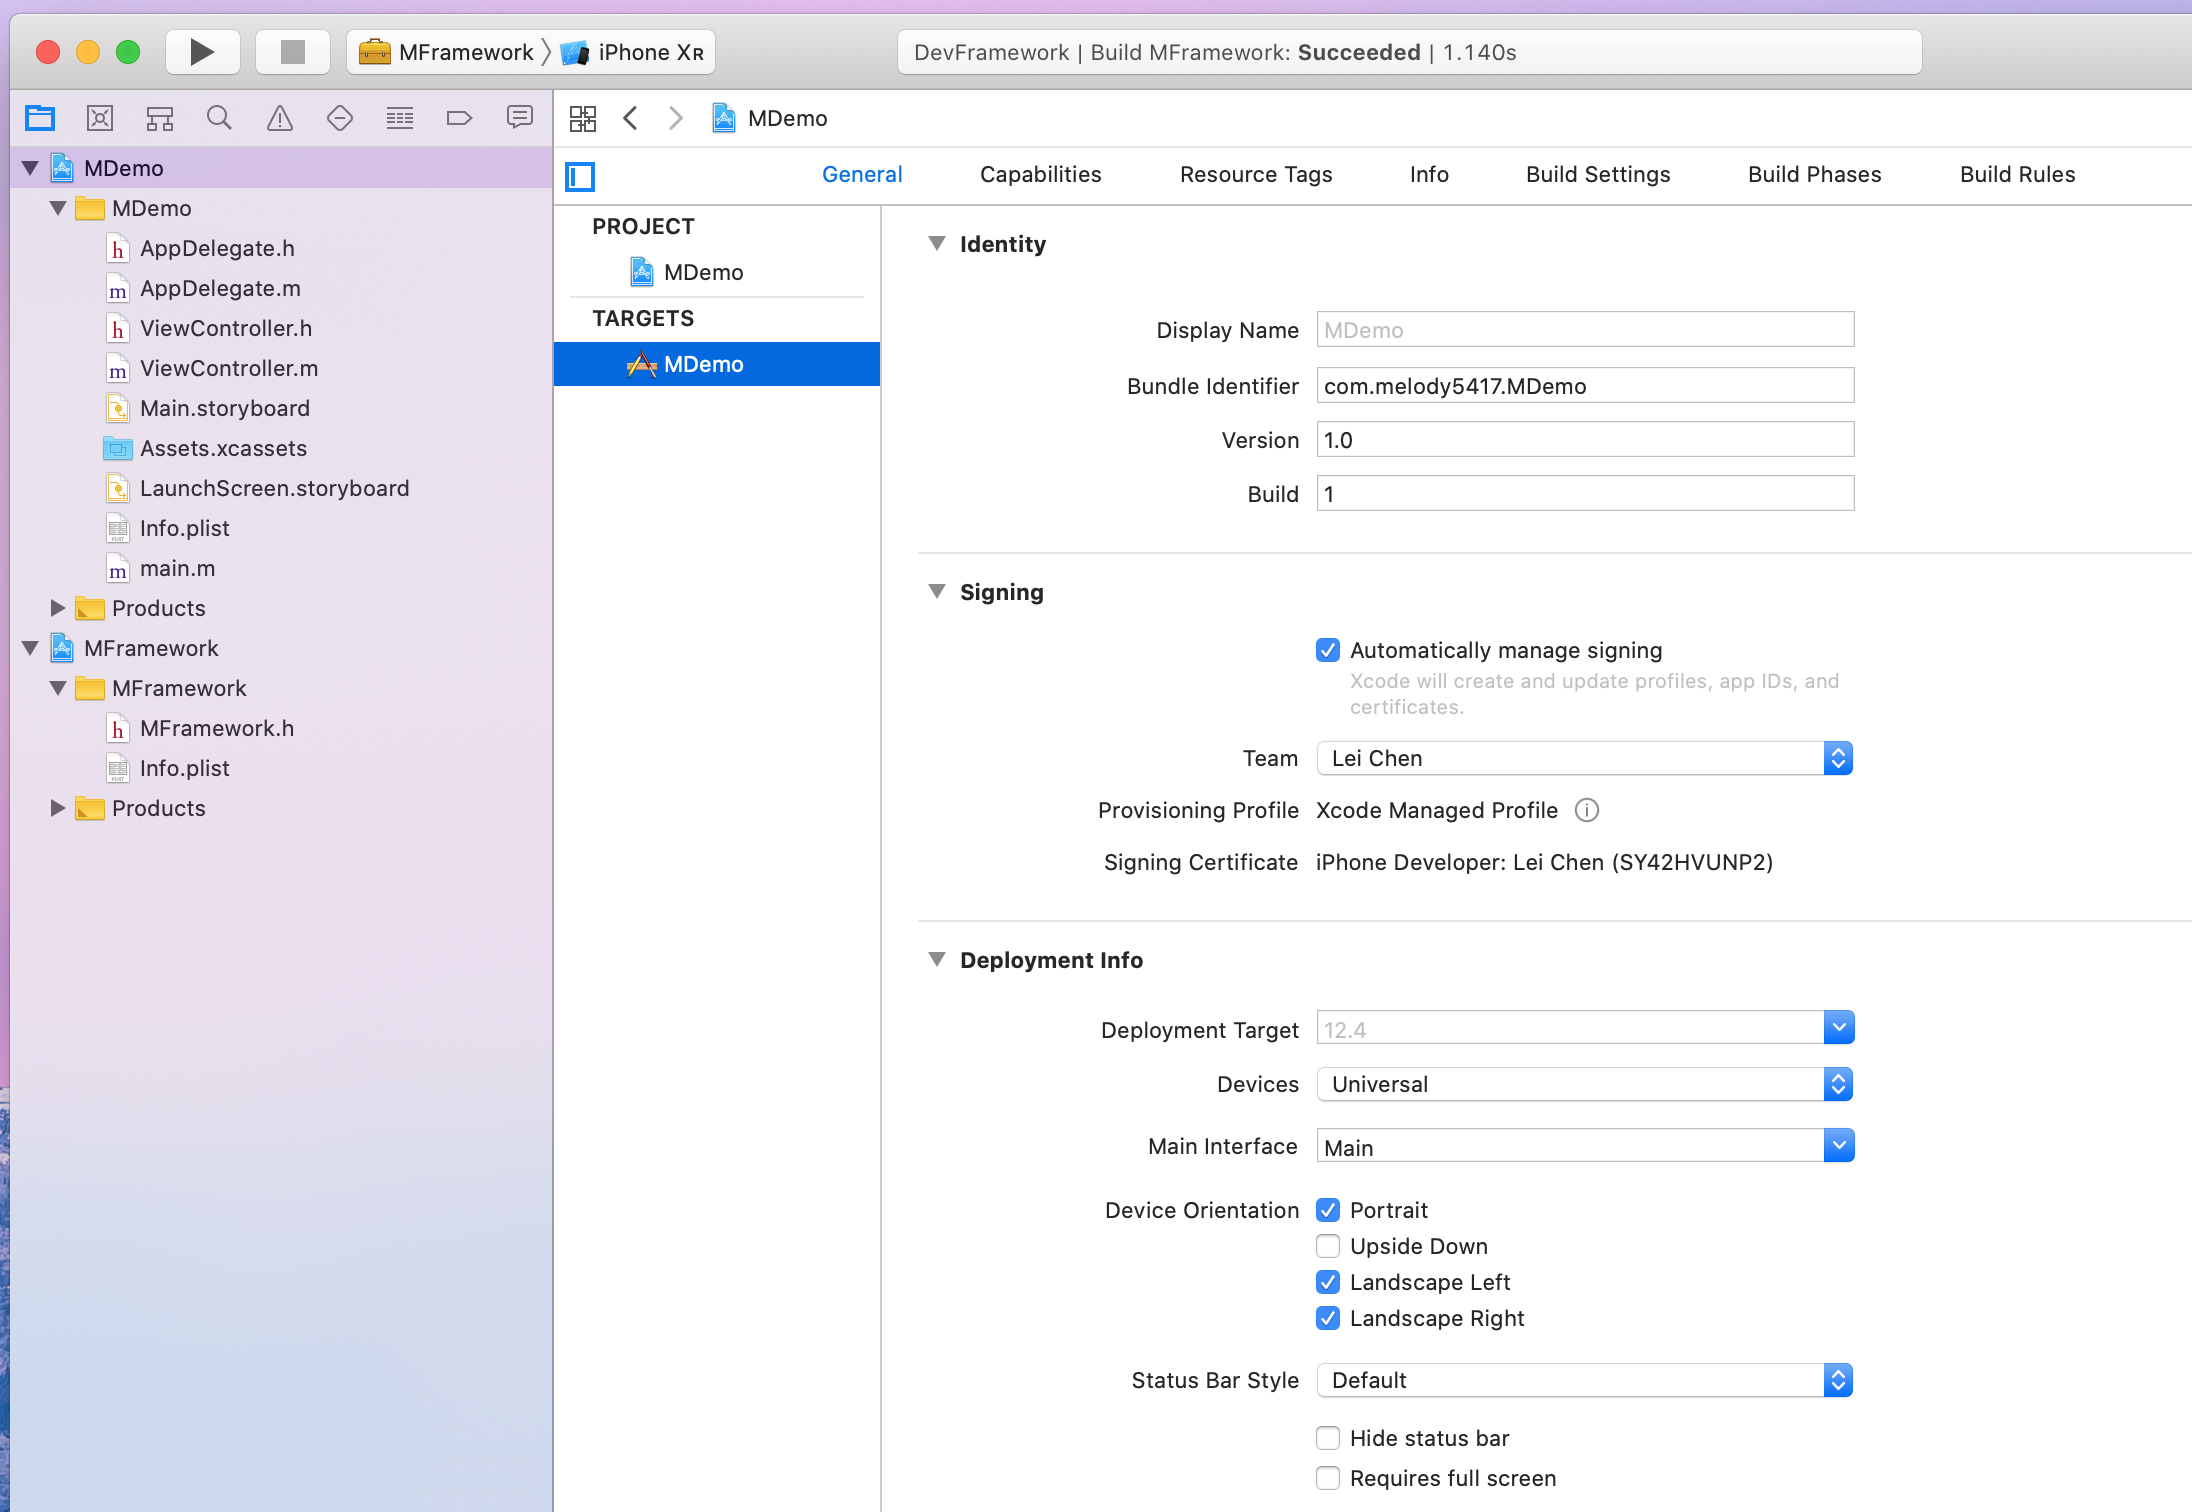 MFramework
iPhone XR
DevFramework | Build MFramework: Succeeded | 1.140s
MDemo
MDemo
AppDelegate.h
AppDelegate.m
ViewController.h
ViewController.m
Main.storyboard
Assets.xcassets
LaunchScreen.storyboard
Info.plist
main.m
Products
MFramework
MFramework
MFramework.h
Info.plist
Products
MDemo
General Capabilities Resource Tags Info Build Settings Build Phases Build Rules
PROJECT
MDemo
TARGETS
MDemo
Identity
Display Name MDemo
Bundle Identifier com.melody5417.MDemo
Version 1.0
Build 1
Signing
Automatically manage signing
Xcode will create and update profiles, app IDs, and
certificates.
Team Lei Chen
Provisioning Profile Xcode Managed Profile
Signing Certificate iPhone Developer: Lei Chen (SY42HVUNP2)
Deployment Info
Deployment Target 12.4
Devices Universal
Main Interface Main
Device Orientation Portrait
Upside Down
Landscape Left
Landscape Right
Status Bar Style Default
Hide status bar
Requires full screen